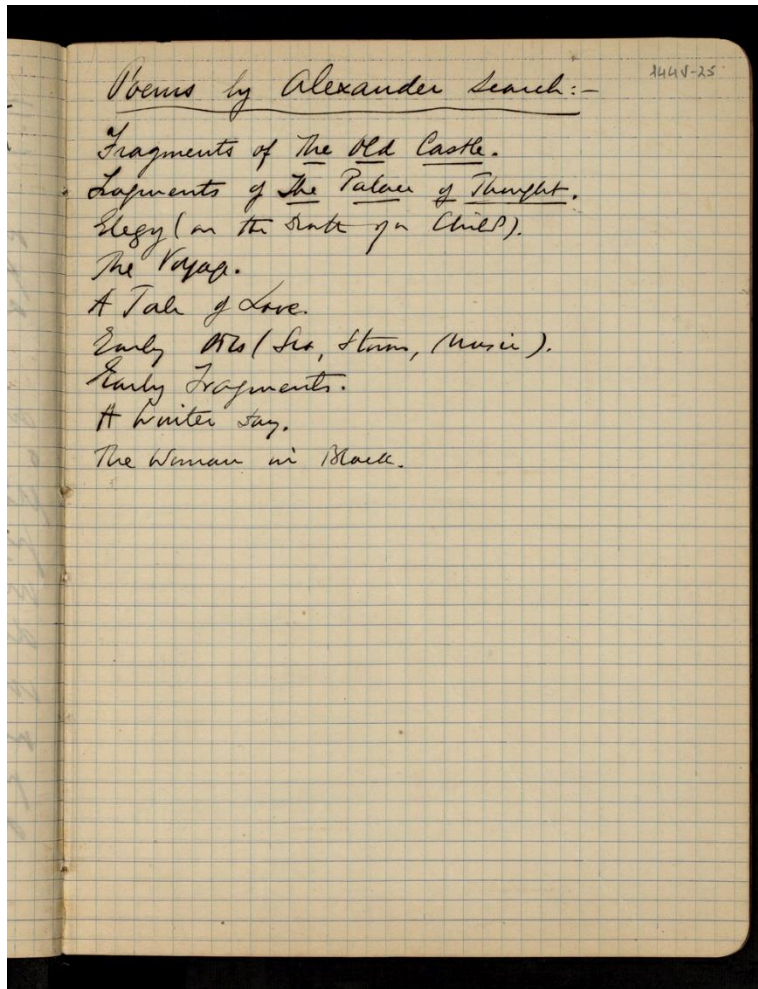 144V-25
Poems by Alexander Search:-
Fragments of The Old Castle.
Fragments of The Palace of Thought.
Elegy (on the death of a Child).
The Voyage.
A Tale of Love.
Early Bits (Sea, Storm, Music).
Early Fragments.
A Winter Day.
The Woman in Black.